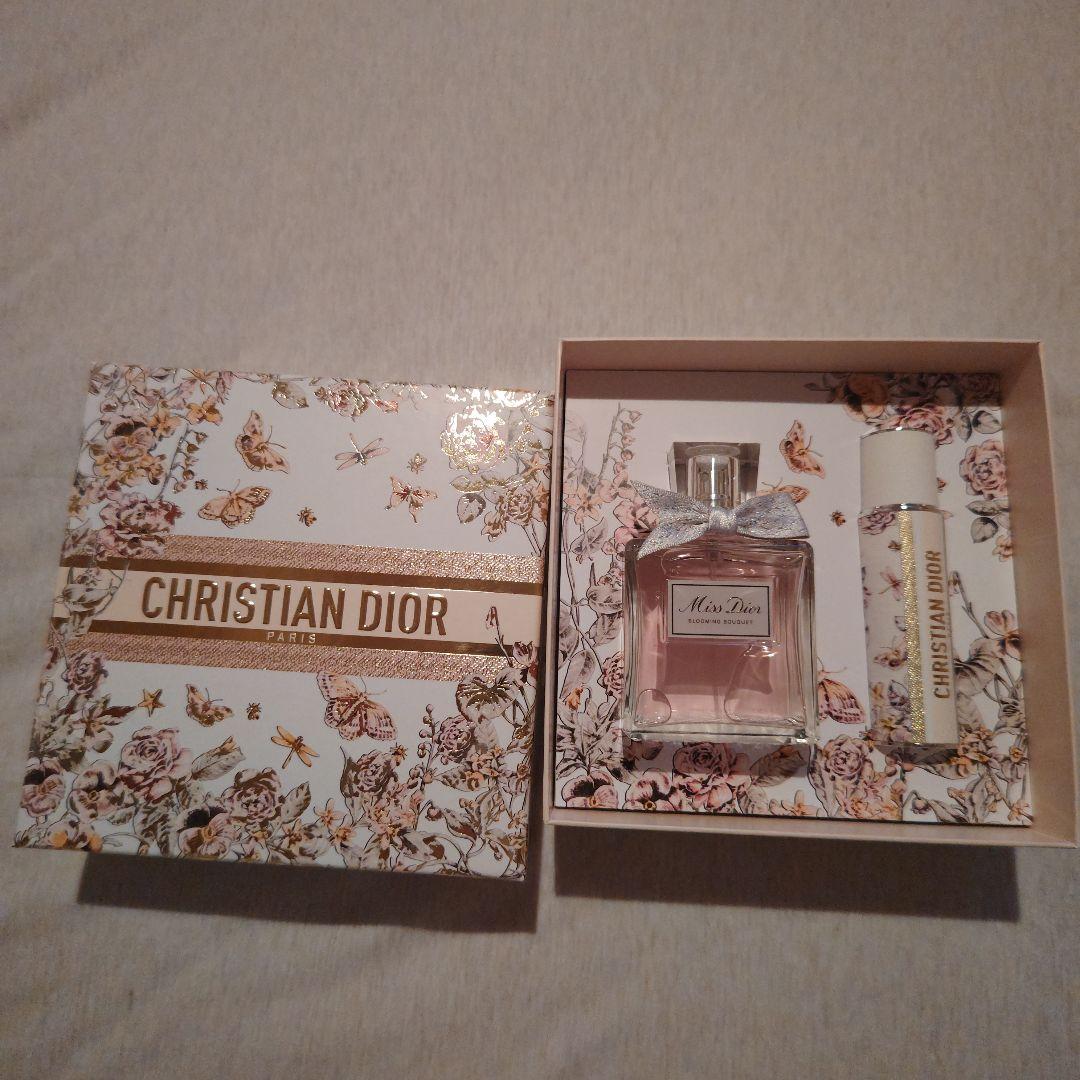 CHRISTIAN DIOR
PARIS
Miss Dior
BLOOMING BOUQUET
CHRISTIAN DIOR